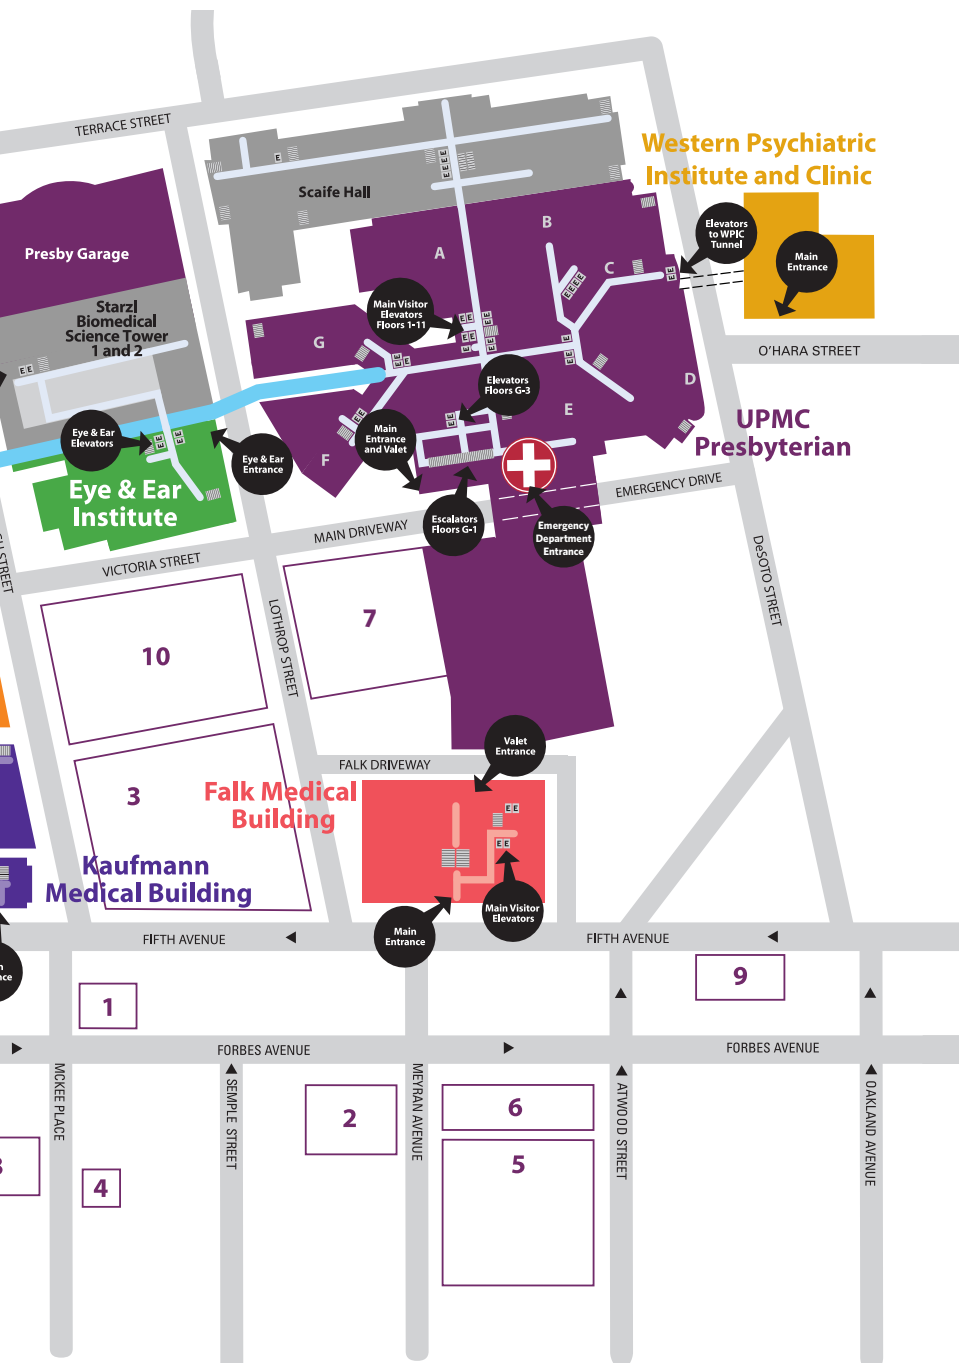 TERRACE STREET
Western Psychiatric
Institute and Clinic
Scaife Hall
Presby Garage
A
B
C
D
E
F
G
Elevators
to WPIC
Tunnel
Main
Entrance
Starzl
Biomedical
Science Tower
1 and 2
Main Visitor
Elevators
Floors 1-11
O'HARA STREET
Elevators
Floors G-3
UPMC
Presbyterian
Eye & Ear
Elevators
Eye & Ear
Entrance
Main
Entrance
and Valet
Eye & Ear
Institute
Escalators
Floors G-1
Emergency
Department
Entrance
EMERGENCY DRIVE
MAIN DRIVEWAY
VICTORIA STREET
STREET
DeSOTO STREET
LOTHROP STREET
7
10
3
Valet
Entrance
FALK DRIVEWAY
Falk Medical
Building
E E
E E
Kaufmann
Medical Building
Main
Entrance
Main Visitor
Elevators
FIFTH AVENUE
FIFTH AVENUE
9
1
FORBES AVENUE
FORBES AVENUE
MCKEE PLACE
SEMPLE STREET
MEYRAN AVENUE
ATWOOD STREET
OAKLAND AVENUE
2
6
5
4